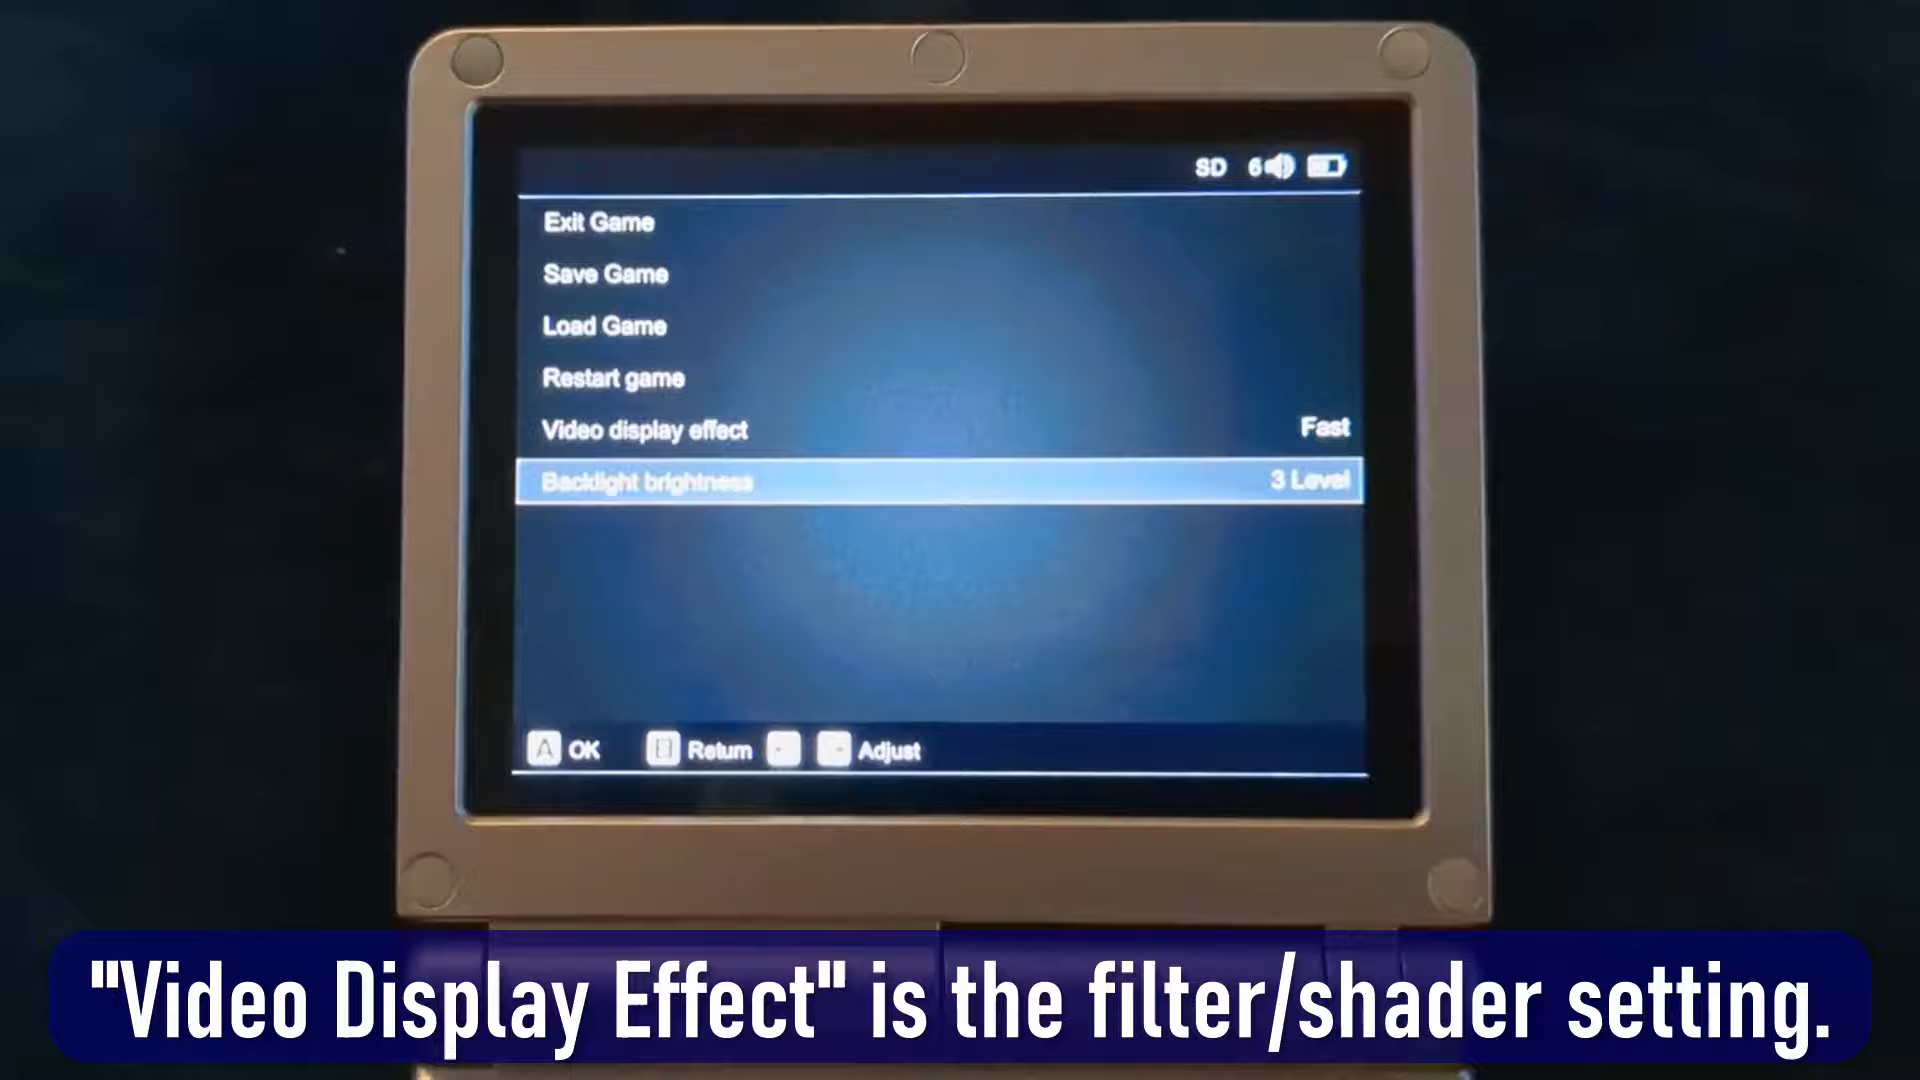 SD 6
Exit Game
Save Game
Load Game
Restart game
Video display effect Fast
Backlight brightness 3 Level
A OK B Return Adjust
"Video Display Effect" is the filter/shader setting.